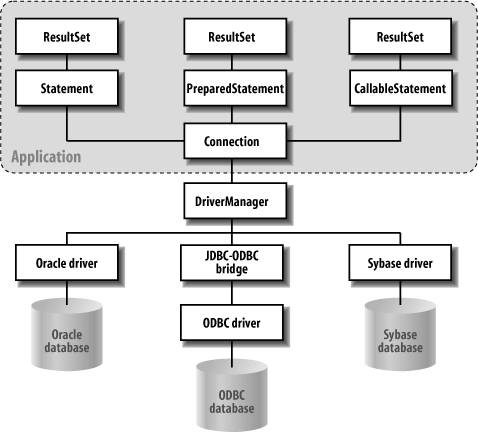 ResultSet
ResultSet
ResultSet
Statement
PreparedStatement
CallableStatement
Connection
Application
DriverManager
Oracle driver
JDBC-ODBC
bridge
Sybase driver
ODBC driver
Oracle
database
Sybase
database
ODBC
database